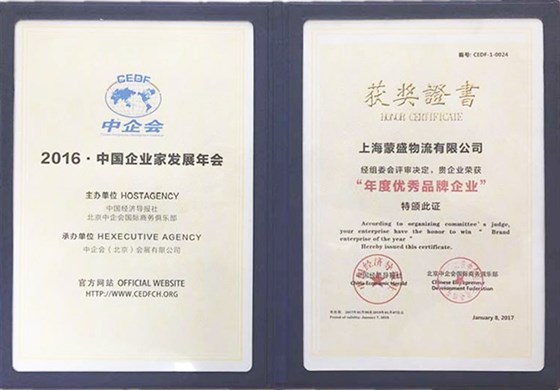 CEDF
中企会
2016·中国企业家发展年会
主办单位 HOSTAGENCY
中国经济导报社
北京中企会国际商务俱乐部
承办单位 HEXECUTIVE AGENCY
中企会（北京）会展有限公司
官方网站 OFFICIAL WEBSITE
HTTP://WWW.CEDFCH.ORG
编号: CEDF-1-0024
获奖證書
HONOR CERTIFICATE
上海蒙盛物流有限公司
经组委会评审决定，贵企业荣获
“年度优秀品牌企业”
特颁此证
According to organizing committee's judge,
your enterprise have the honor to win " Brand
enterprise of the year "
Hereby issued this certificate.
中国经济导报社
China Economic Herald
北京中企会国际商务俱乐部
Chinese Entrepreneur
Development Federation
January 8, 2017